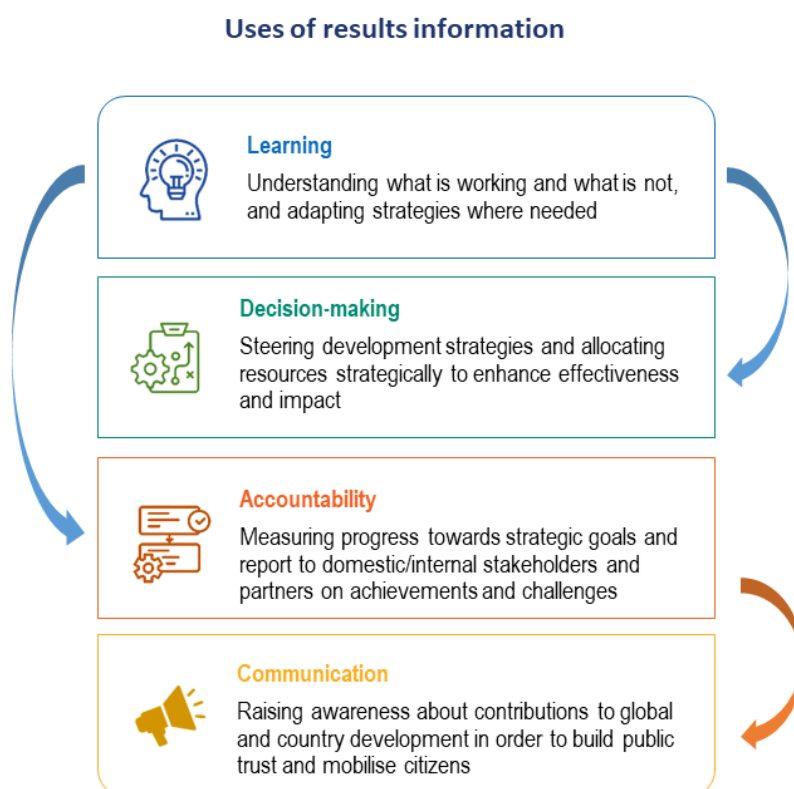 Uses of results information
Learning
Understanding what is working and what is not,
and adapting strategies where needed
Decision-making
Steering development strategies and allocating
resources strategically to enhance effectiveness
and impact
Accountability
Measuring progress towards strategic goals and
report to domestic/internal stakeholders and
partners on achievements and challenges
Communication
Raising awareness about contributions to global
and country development in order to build public
trust and mobilise citizens